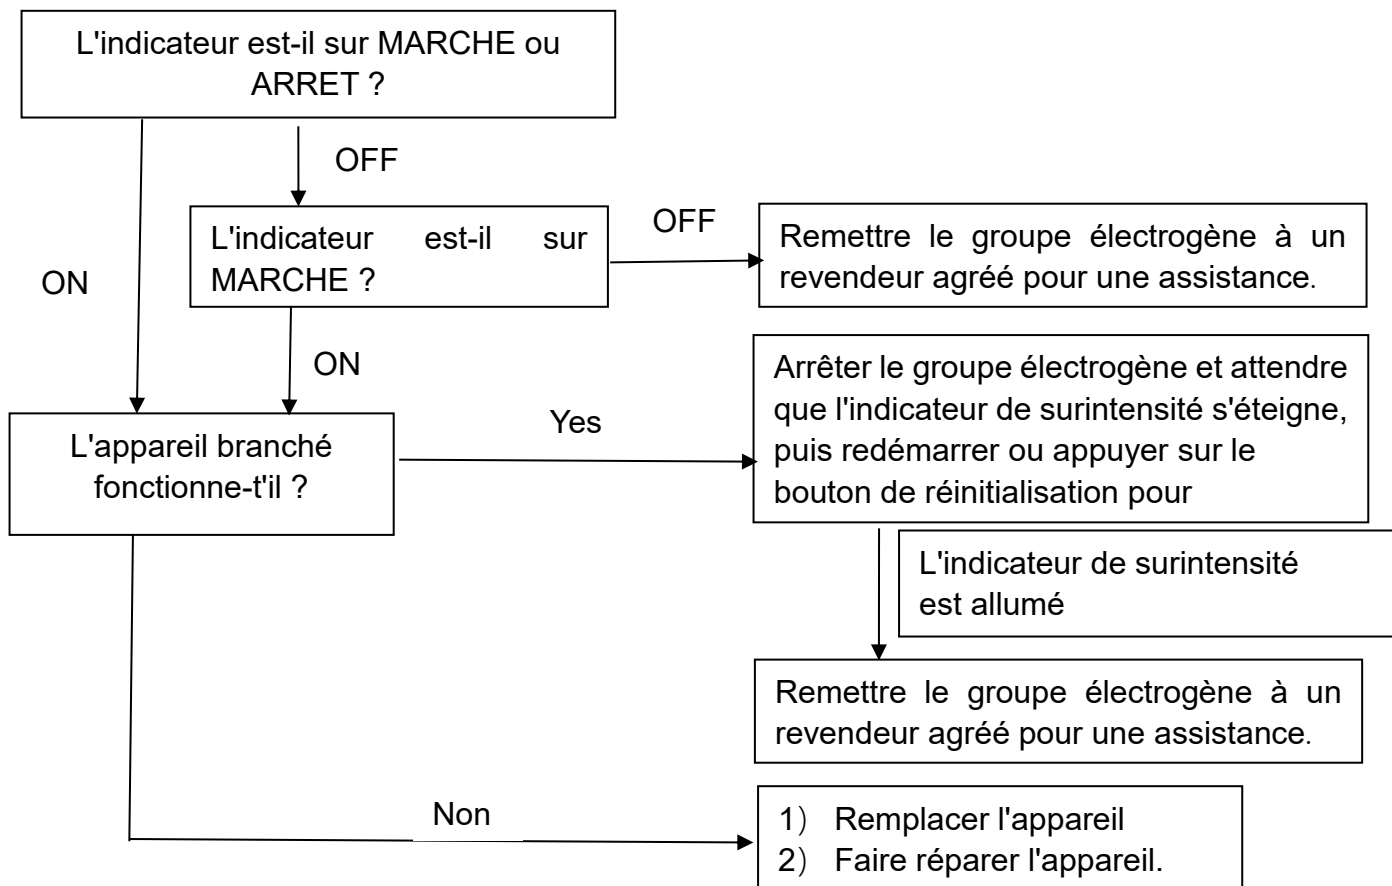 L'indicateur est-il sur MARCHE ou
ARRET ?
OFF
ON
L'indicateur est-il sur
MARCHE ?
OFF
Remettre le groupe électrogène à un
revendeur agréé pour une assistance.
ON
L'appareil branché
fonctionne-t'il ?
Yes
Arrêter le groupe électrogène et attendre
que l'indicateur de surintensité s'éteigne,
puis redémarrer ou appuyer sur le
bouton de réinitialisation pour
L'indicateur de surintensité
est allumé
Remettre le groupe électrogène à un
revendeur agréé pour une assistance.
Non
1) Remplacer l'appareil
2) Faire réparer l'appareil.